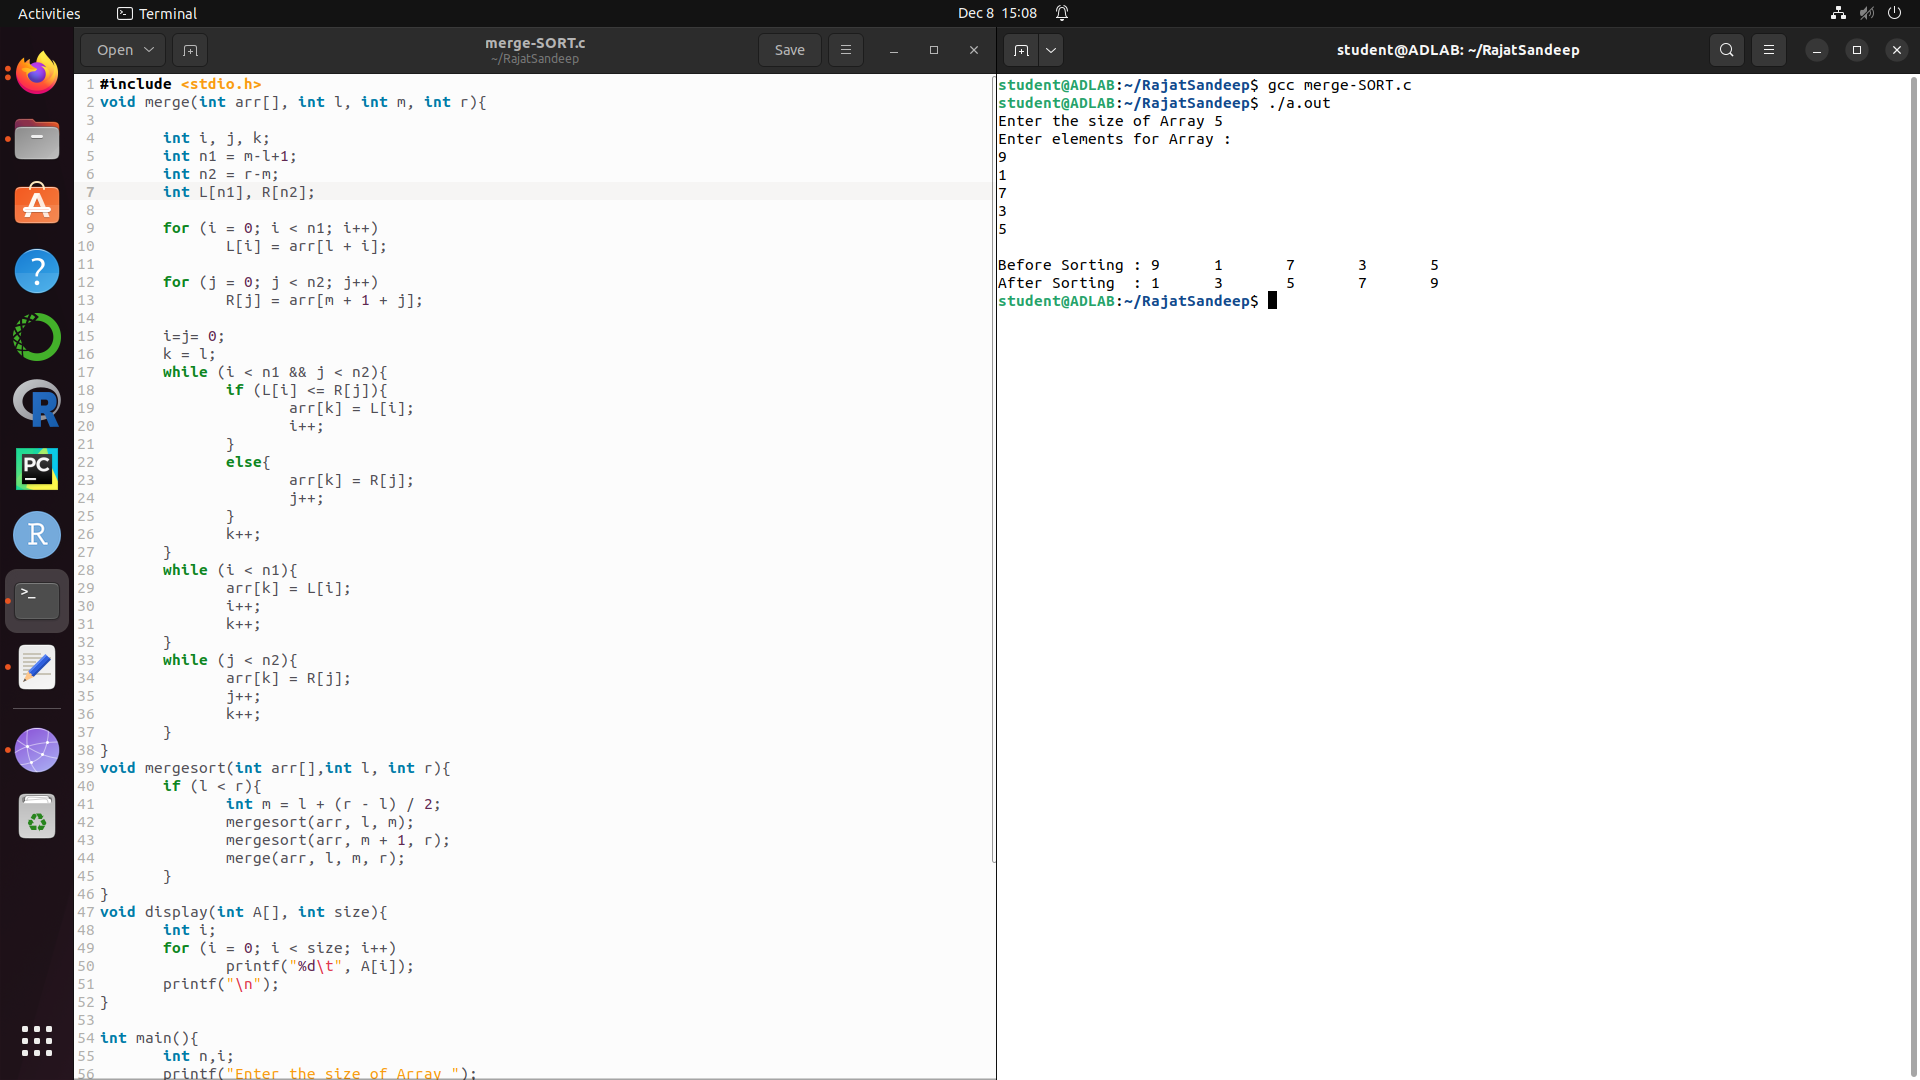 Activities Terminal Dec 8 15:08
Open merge-SORT.c Save
~/RajatSandeep
1 #include <stdio.h>
2 void merge(int arr[], int l, int m, int r){
3
4 int i, j, k;
5 int n1 = m-l+1;
6 int n2 = r-m;
7 int L[n1], R[n2];
8
9 for (i = 0; i < n1; i++)
10 L[i] = arr[l + i];
11
12 for (j = 0; j < n2; j++)
13 R[j] = arr[m + 1 + j];
14
15 i=j= 0;
16 k = l;
17 while (i < n1 && j < n2){
18 if (L[i] <= R[j]){
19 arr[k] = L[i];
20 i++;
21 }
22 else{
23 arr[k] = R[j];
24 j++;
25 }
26 k++;
27 }
28 while (i < n1){
29 arr[k] = L[i];
30 i++;
31 k++;
32 }
33 while (j < n2){
34 arr[k] = R[j];
35 j++;
36 k++;
37 }
38 }
39 void mergesort(int arr[],int l, int r){
40 if (l < r){
41 int m = l + (r - l) / 2;
42 mergesort(arr, l, m);
43 mergesort(arr, m + 1, r);
44 merge(arr, l, m, r);
45 }
46 }
47 void display(int A[], int size){
48 int i;
49 for (i = 0; i < size; i++)
50 printf("%d\t", A[i]);
51 printf("\n");
52 }
53
54 int main(){
55 int n,i;
56 printf("Enter the size of Array ");
student@ADLAB: ~/RajatSandeep
student@ADLAB:~/RajatSandeep$ gcc merge-SORT.c
student@ADLAB:~/RajatSandeep$ ./a.out
Enter the size of Array 5
Enter elements for Array :
9
1
7
3
5
Before Sorting : 9 1 7 3 5
After Sorting : 1 3 5 7 9
student@ADLAB:~/RajatSandeep$
?
R
PC
R
>_